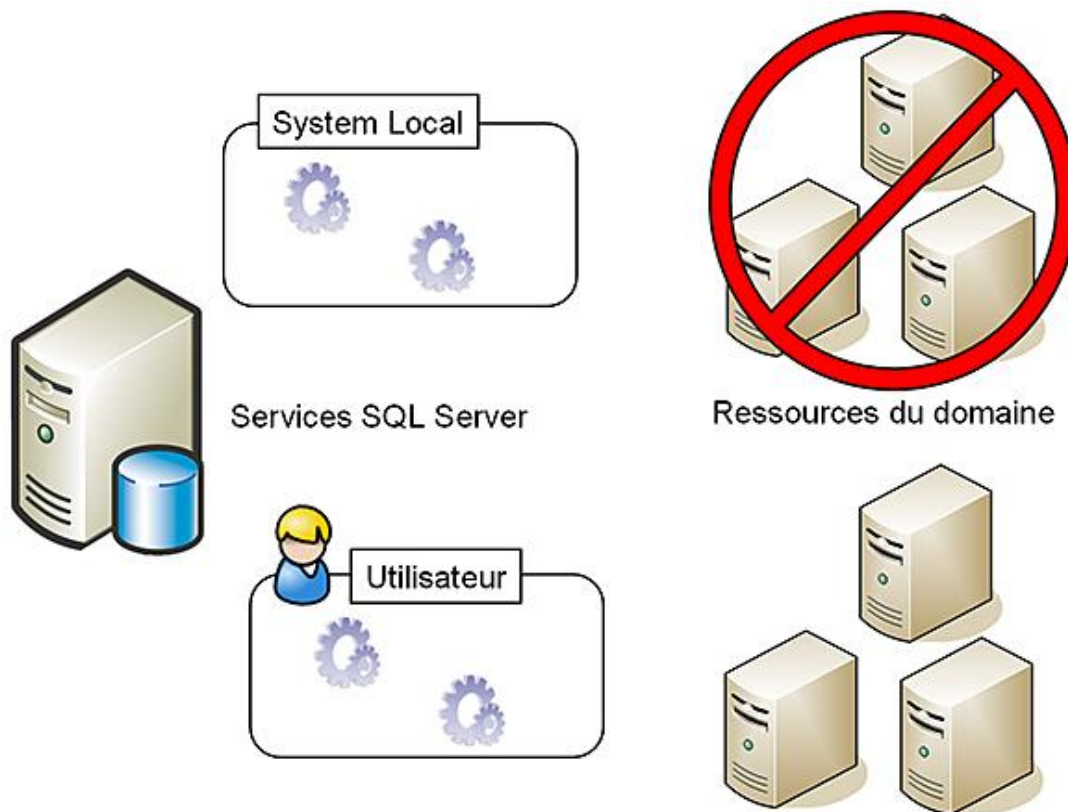 System Local
Services SQL Server
Ressources du domaine
Utilisateur